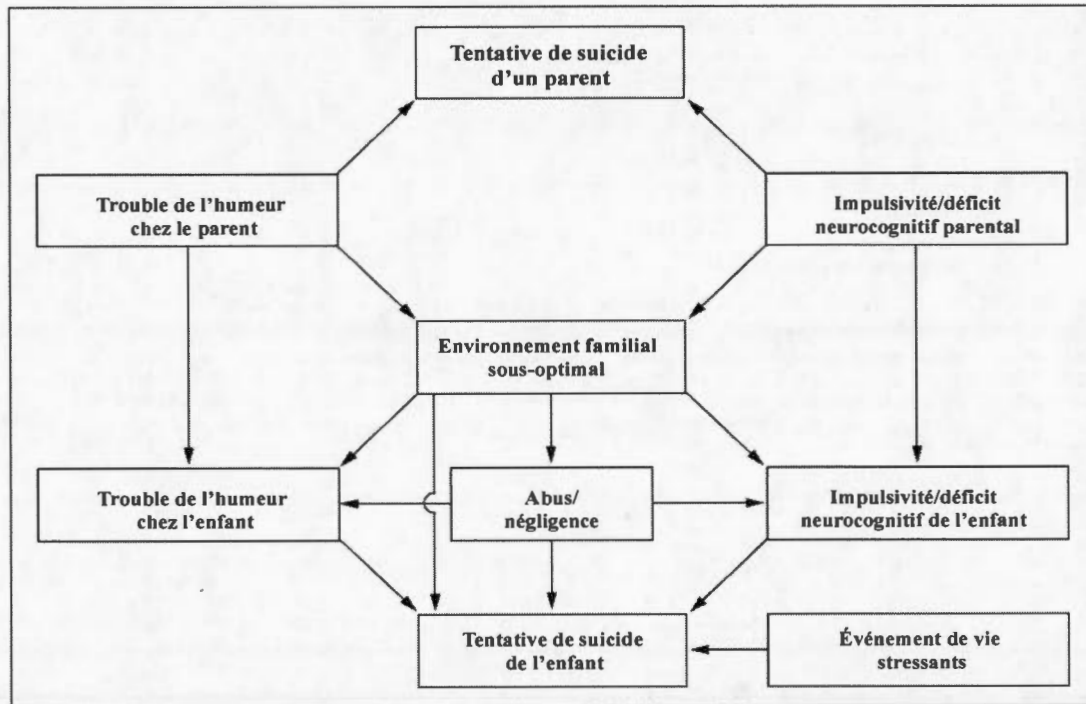 Tentative de suicide
d'un parent
Trouble de l'humeur
chez le parent
Impulsivité/déficit
neurocognitif parental
Environnement familial
sous-optimal
Trouble de l'humeur
chez l'enfant
Abus/
négligence
Impulsivité/déficit
neurocognitif de l'enfant
Tentative de suicide
de l'enfant
Événement de vie
stressants